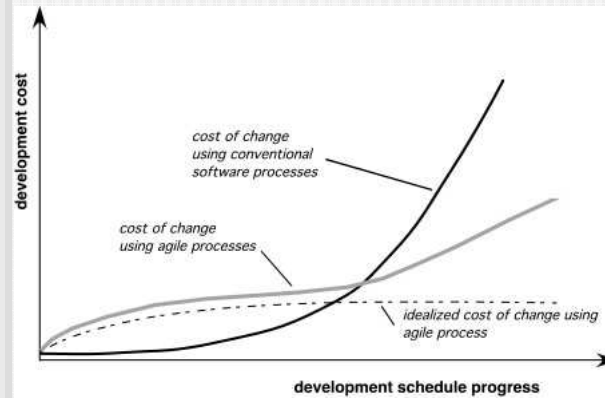 development cost
cost of change
using conventional
software processes
cost of change
using agile processes
idealized cost of change using
agile process
development schedule progress